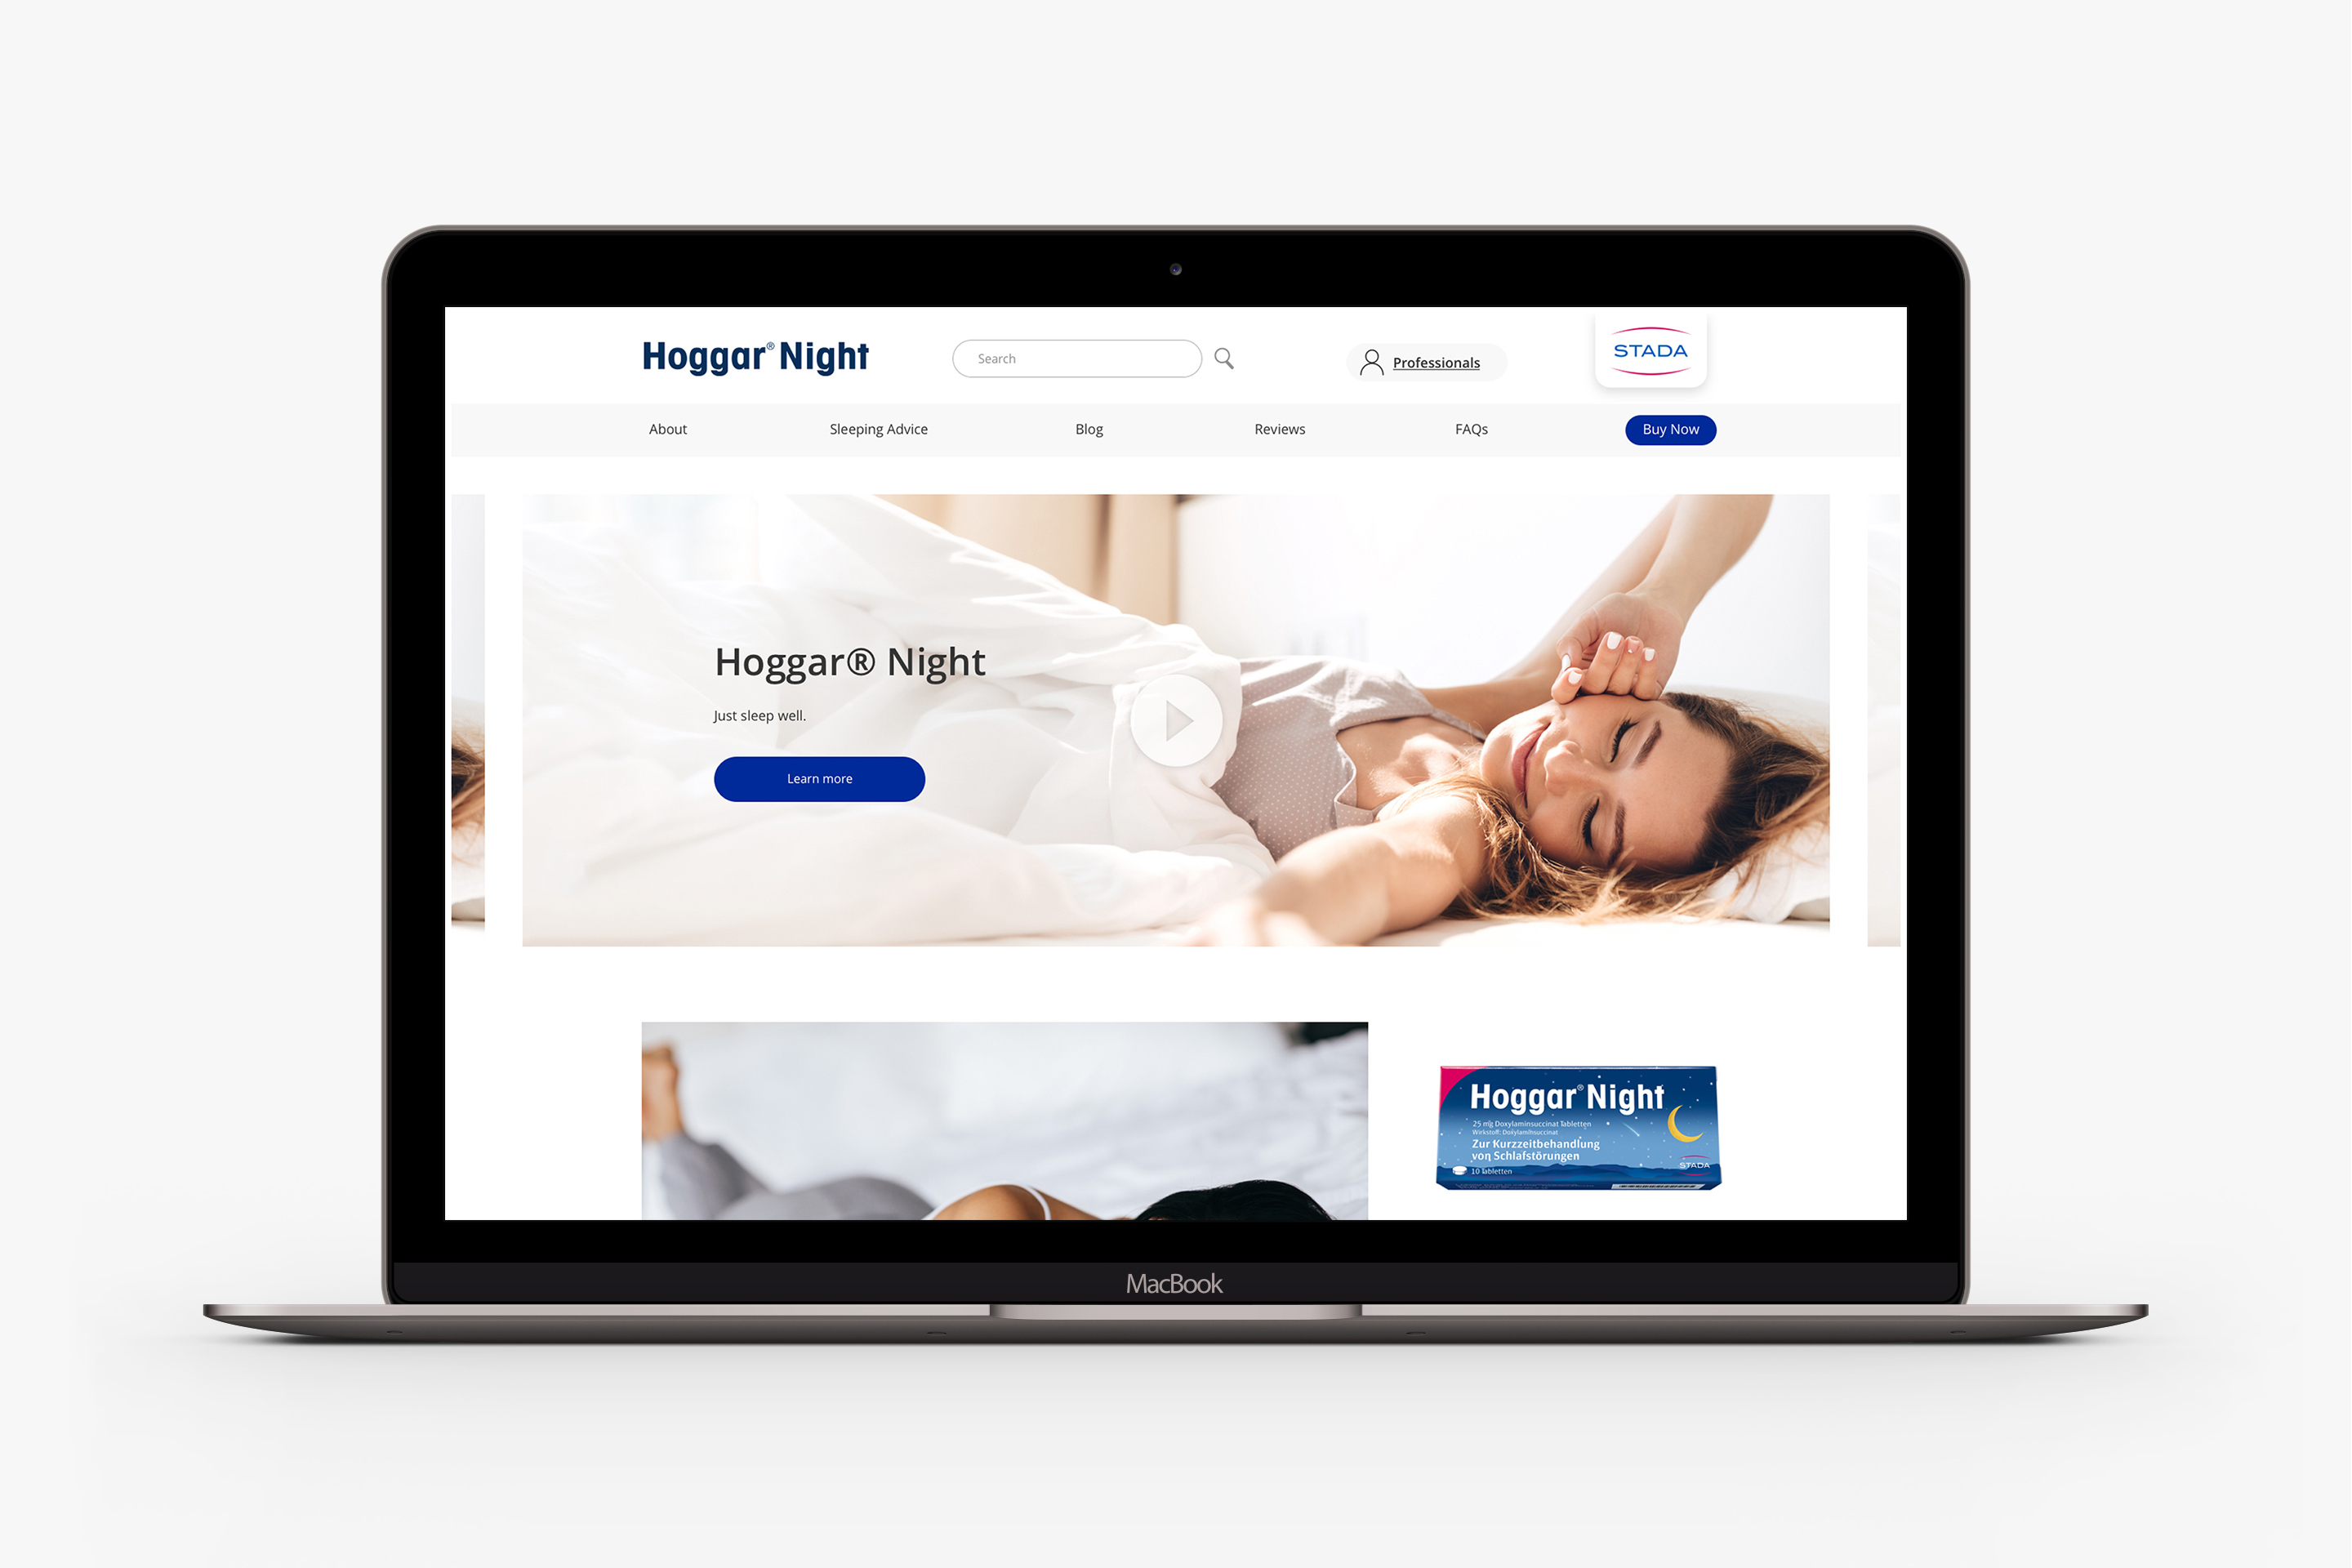 Hoggar® Night
Search
Professionals
STADA
About
Sleeping Advice
Blog
Reviews
FAQs
Buy Now
Hoggar® Night
Just sleep well.
Learn more
Hoggar® Night
25 mg Doxylaminsuccinat Tabletten
Wirkstoff: Doxylaminsuccinat
Zur Kurzzeitbehandlung
von Schlafstörungen
10 Tabletten
STADA
MacBook